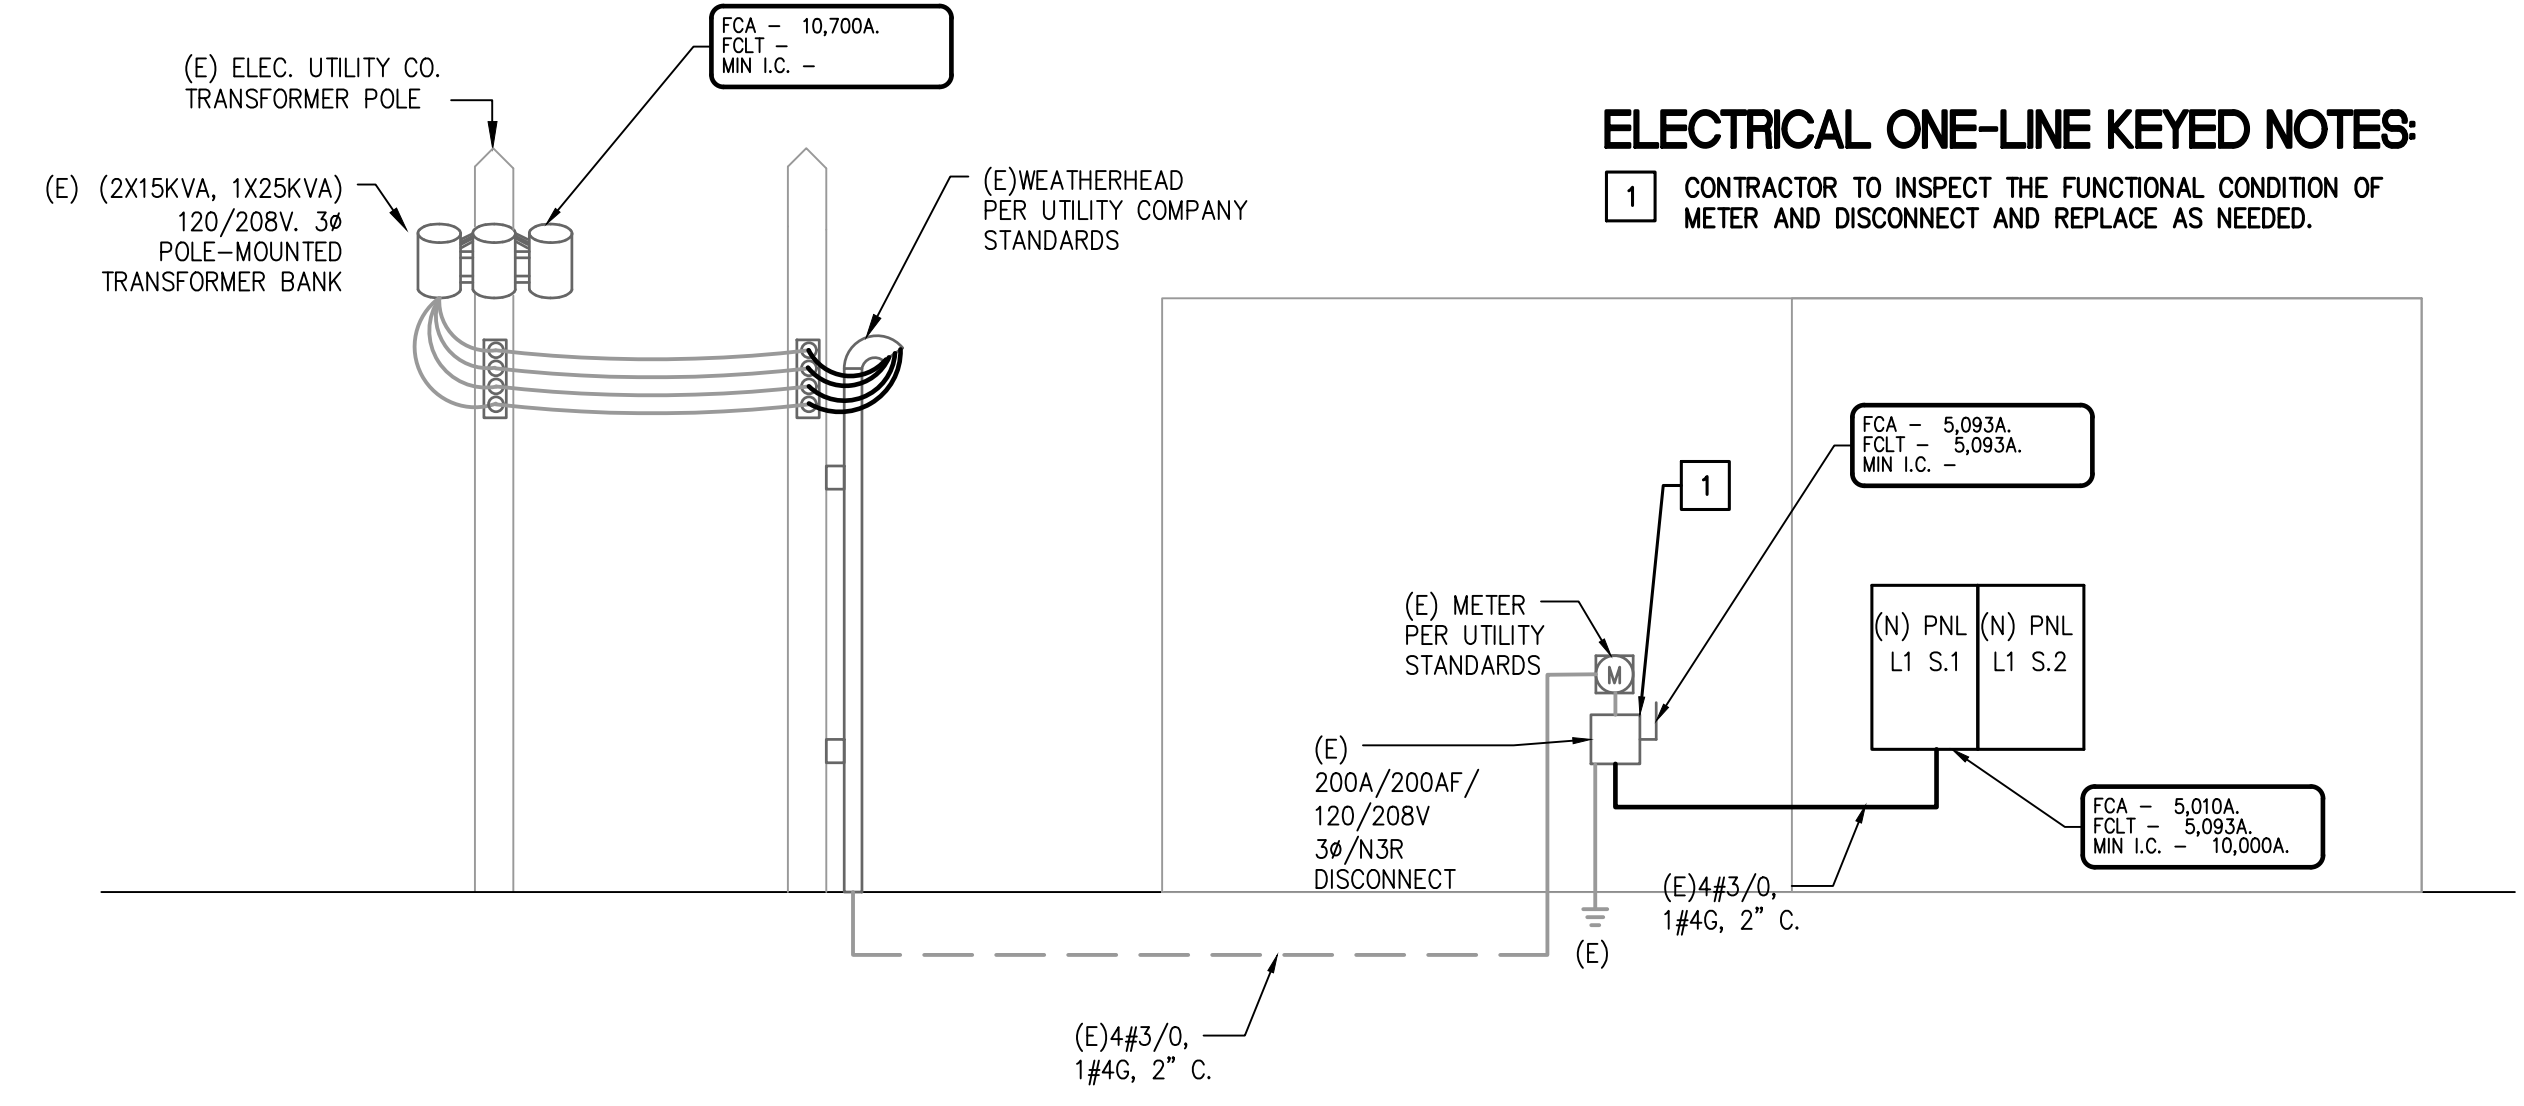 FCA - 10,700A.
FCLT -
MIN I.C. -
(E) ELEC. UTILITY CO.
TRANSFORMER POLE
(E) (2X15KVA, 1X25KVA)
120/208V. 3ø
POLE-MOUNTED
TRANSFORMER BANK
(E)WEATHERHEAD
PER UTILITY COMPANY
STANDARDS
ELECTRICAL ONE-LINE KEYED NOTES:
1 CONTRACTOR TO INSPECT THE FUNCTIONAL CONDITION OF
METER AND DISCONNECT AND REPLACE AS NEEDED.
FCA - 5,093A.
FCLT - 5,093A.
MIN I.C. -
1
(E) METER
PER UTILITY
STANDARDS
M
(N) PNL
L1 S.1
(N) PNL
L1 S.2
(E)
200A/200AF/
120/208V
3ø/N3R
DISCONNECT
FCA - 5,010A.
FCLT - 5,093A.
MIN I.C. - 10,000A.
(E)4#3/0,
1#4G, 2" C.
(E)
(E)4#3/0,
1#4G, 2" C.